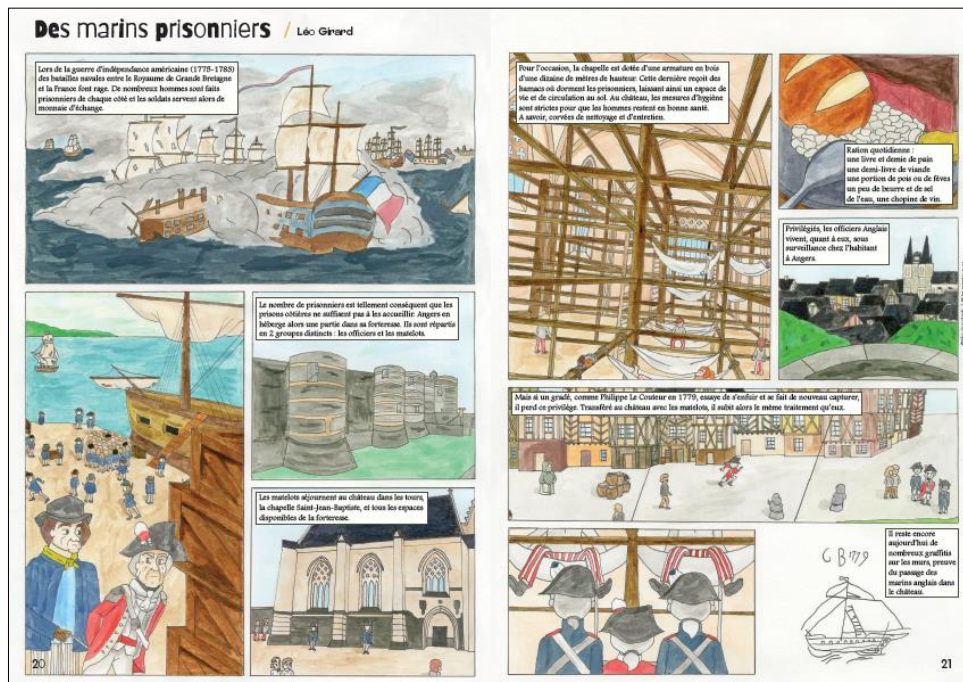 Des marins prisonniers / Léo Girard
Lors de la guerre d'indépendance américaine (1775-1783)
des batailles navales entre le Royaume de Grande Bretagne
et la France font rage. De nombreux hommes sont faits
prisonniers de chaque côté et les soldats servent alors de
monnaie d'échange.
Le nombre de prisonniers est tellement conséquent que les
prisons côtières ne suffisent pas à les accueillir. Angers en
héberge alors une partie dans sa forteresse. Ils sont répartis
en 2 groupes distincts : les officiers et les matelots.
Les matelots séjournent au château dans les tours,
la chapelle Saint-Jean-Baptiste, et tous les espaces
disponibles de la forteresse.
20
Pour l'occasion, la chapelle est dotée d'une armature en bois
d'une dizaine de mètres de hauteur. Cette dernière reçoit des
hamacs où dorment les prisonniers, laissant ainsi un espace de
vie et de circulation au sol. Au château, les mesures d'hygiène
sont strictes pour que les hommes restent en bonne santé.
A savoir, corvées de nettoyage et d'entretien.
Ration quotidienne :
une livre et demie de pain
une demi-livre de viande
une portion de pois ou de fèves
un peu de beurre et de sel
de l'eau, une chopine de vin.
Privilégiés, les officiers Anglais
vivent, quant à eux, sous
surveillance chez l'habitant
à Angers.
Mais si un gradé, comme Philippe Le Couteur en 1779, essaye de s'enfuir et se fait de nouveau capturer,
il perd ce privilège. Transféré au château avec les matelots, il subit alors le même traitement qu'eux.
Il reste encore
aujourd'hui de
nombreux graffitis
sur les murs, preuve
du passage des
marins anglais dans
le château.
G B 1779
21